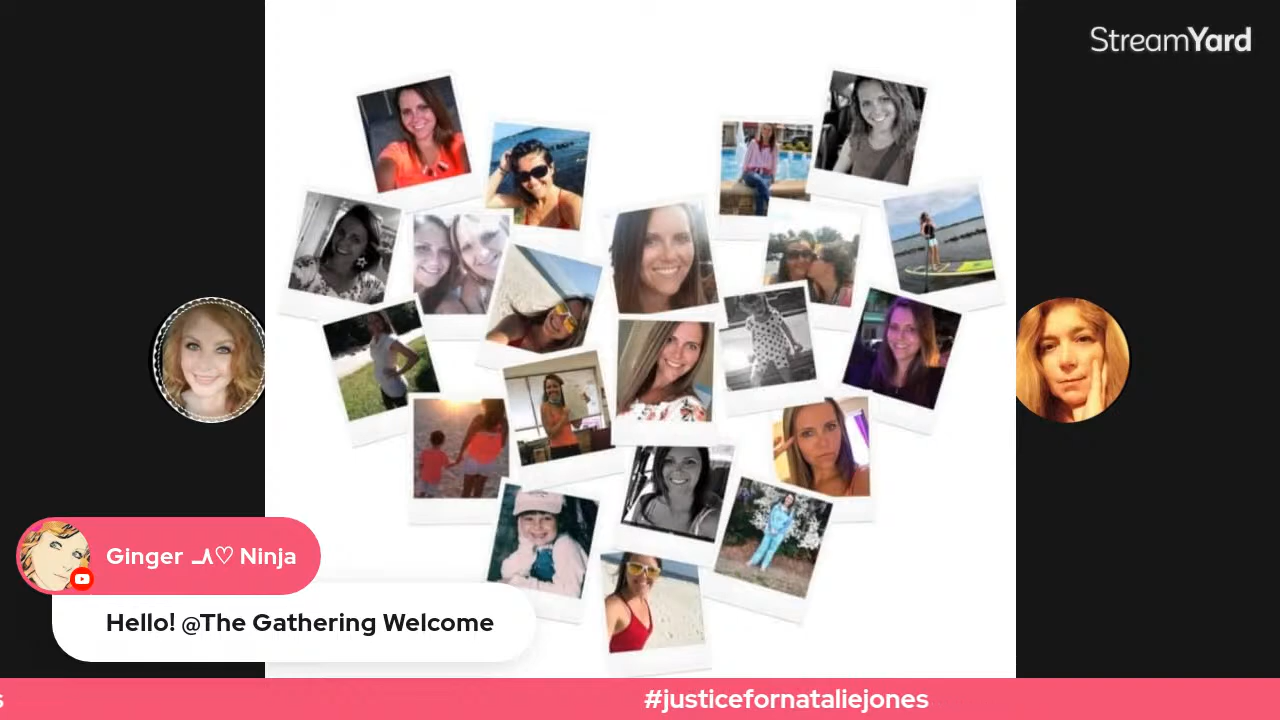 StreamYard
Ginger ـ৲♡ Ninja
Hello! @The Gathering Welcome
s
#justicefornataliejones